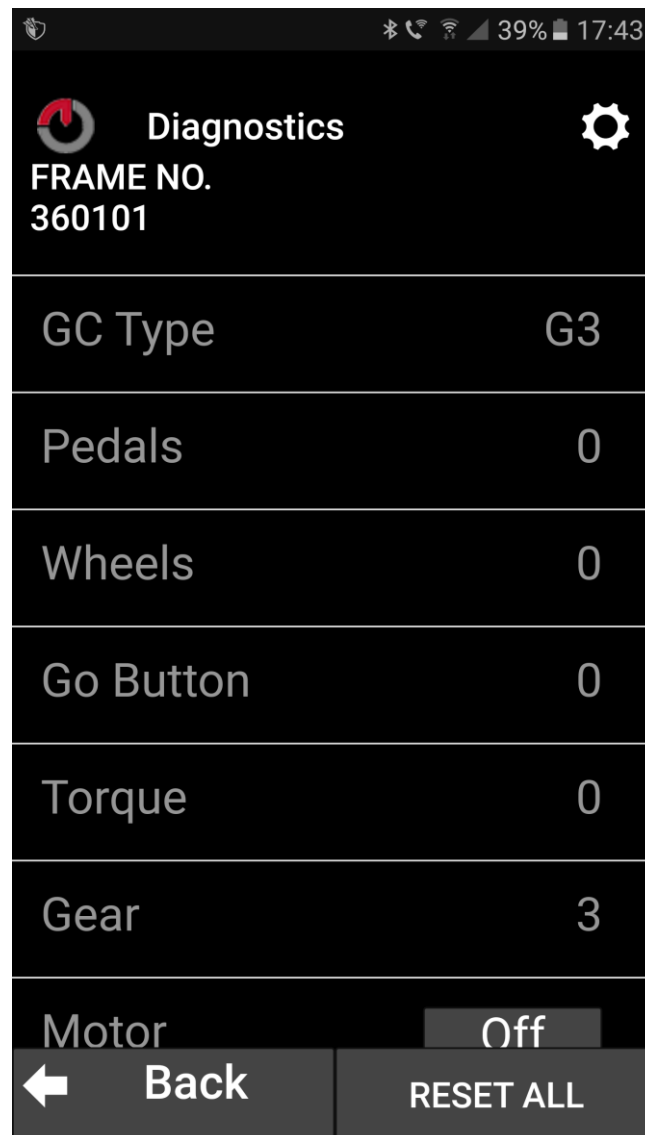 39% 17:43
Diagnostics
FRAME NO.
360101
GC Type G3
Pedals 0
Wheels 0
Go Button 0
Torque 0
Gear 3
Motor Off
Back RESET ALL